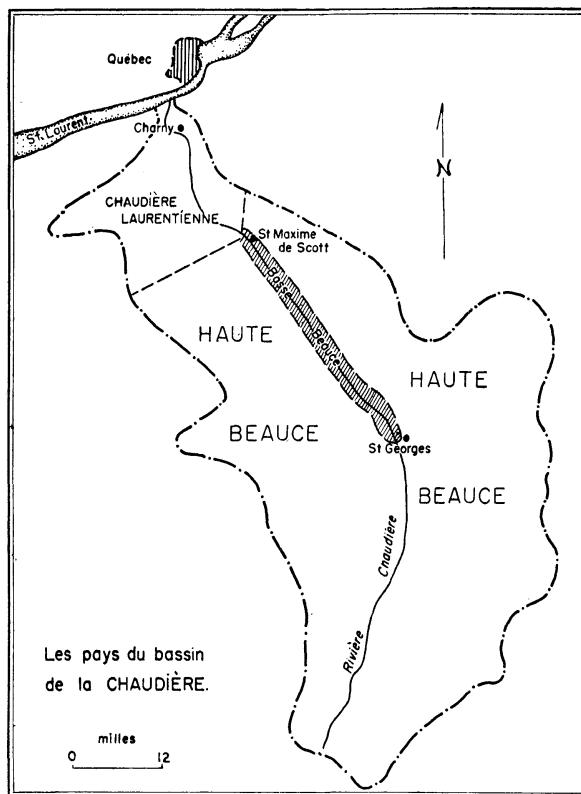 Québec
St. Laurent
Charny
N
CHAUDIÈRE
LAURENTIENNE
St Maxime
de Scott
Basse
Beauce
HAUTE
HAUTE
BEAUCE
St Georges
BEAUCE
Chaudière
Rivière
Les pays du bassin
de la CHAUDIÈRE.
milles
0 12